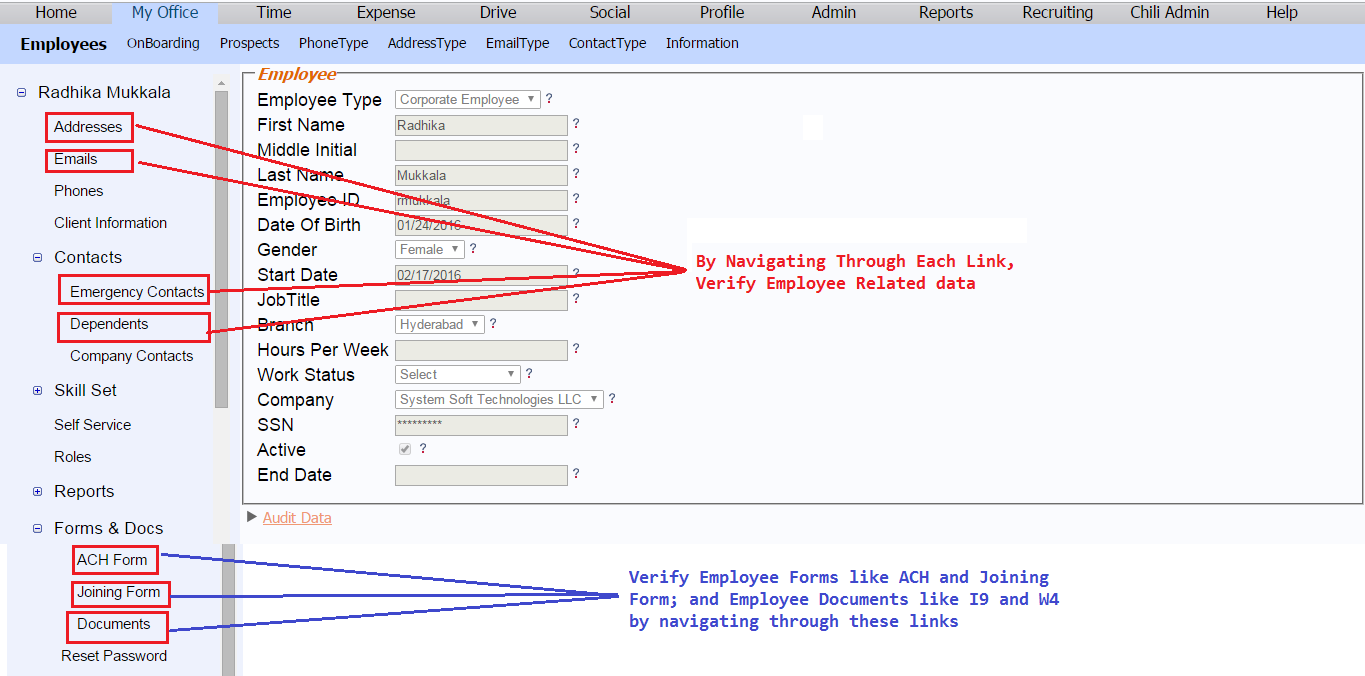 Home My Office Time Expense Drive Social Profile Admin Reports Recruiting Chili Admin Help
Employees OnBoarding Prospects PhoneType AddressType EmailType ContactType Information
Radhika Mukkala
Addresses
Emails
Phones
Client Information
Contacts
Emergency Contacts
Dependents
Company Contacts
Skill Set
Self Service
Roles
Reports
Forms & Docs
ACH Form
Joining Form
Documents
Reset Password
Employee
Employee Type Corporate Employee ?
First Name Radhika ?
Middle Initial ?
Last Name Mukkala ?
Employee ID rmukkala ?
Date Of Birth 01/24/2016 ?
Gender Female ?
Start Date 02/17/2016 ?
JobTitle ?
Branch Hyderabad ?
Hours Per Week ?
Work Status Select ?
Company System Soft Technologies LLC ?
SSN ********* ?
Active ?
End Date ?
Audit Data
By Navigating Through Each Link,
Verify Employee Related data
Verify Employee Forms like ACH and Joining
Form; and Employee Documents like I9 and W4
by navigating through these links